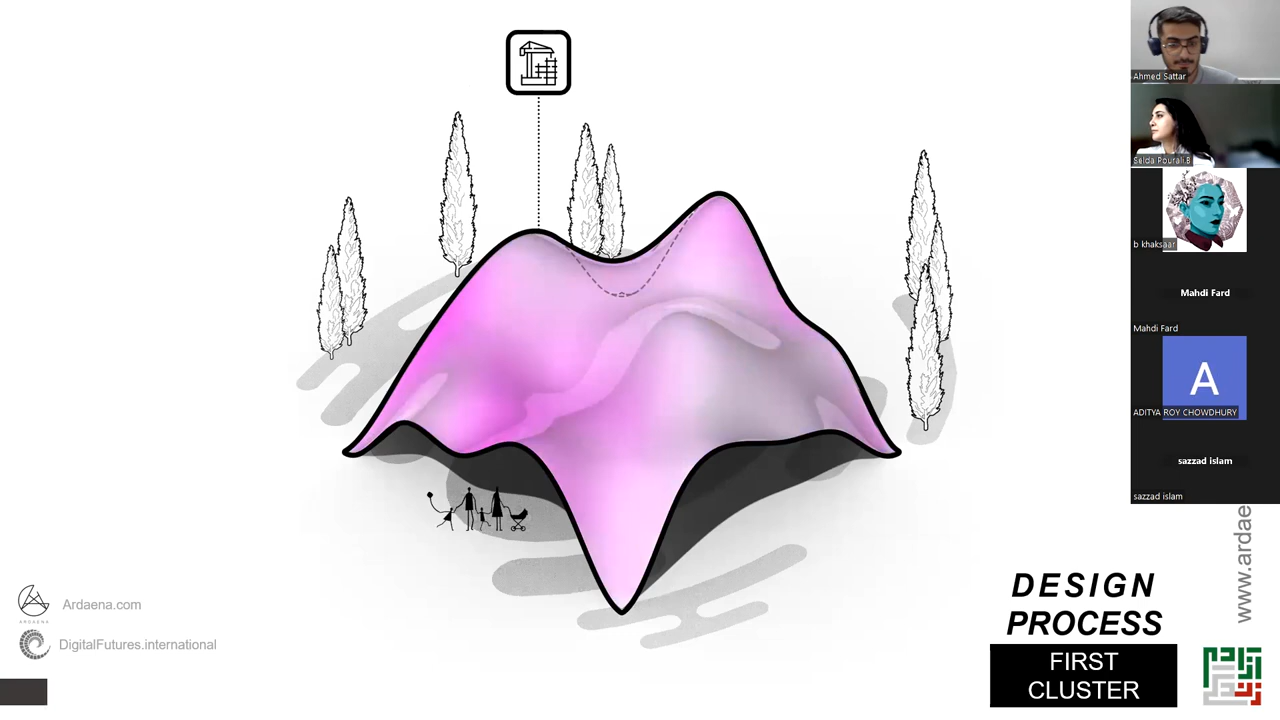 Ahmed Sattar
Selda Pourali.B
b khaksaar
Mahdi Fard
Mahdi Fard
A
ADITYA ROY CHOWDHURY
sazzad islam
sazzad islam
www.ardae
DESIGN
PROCESS
FIRST
CLUSTER
Ardaena.com
ARDAENA
DigitalFutures.international